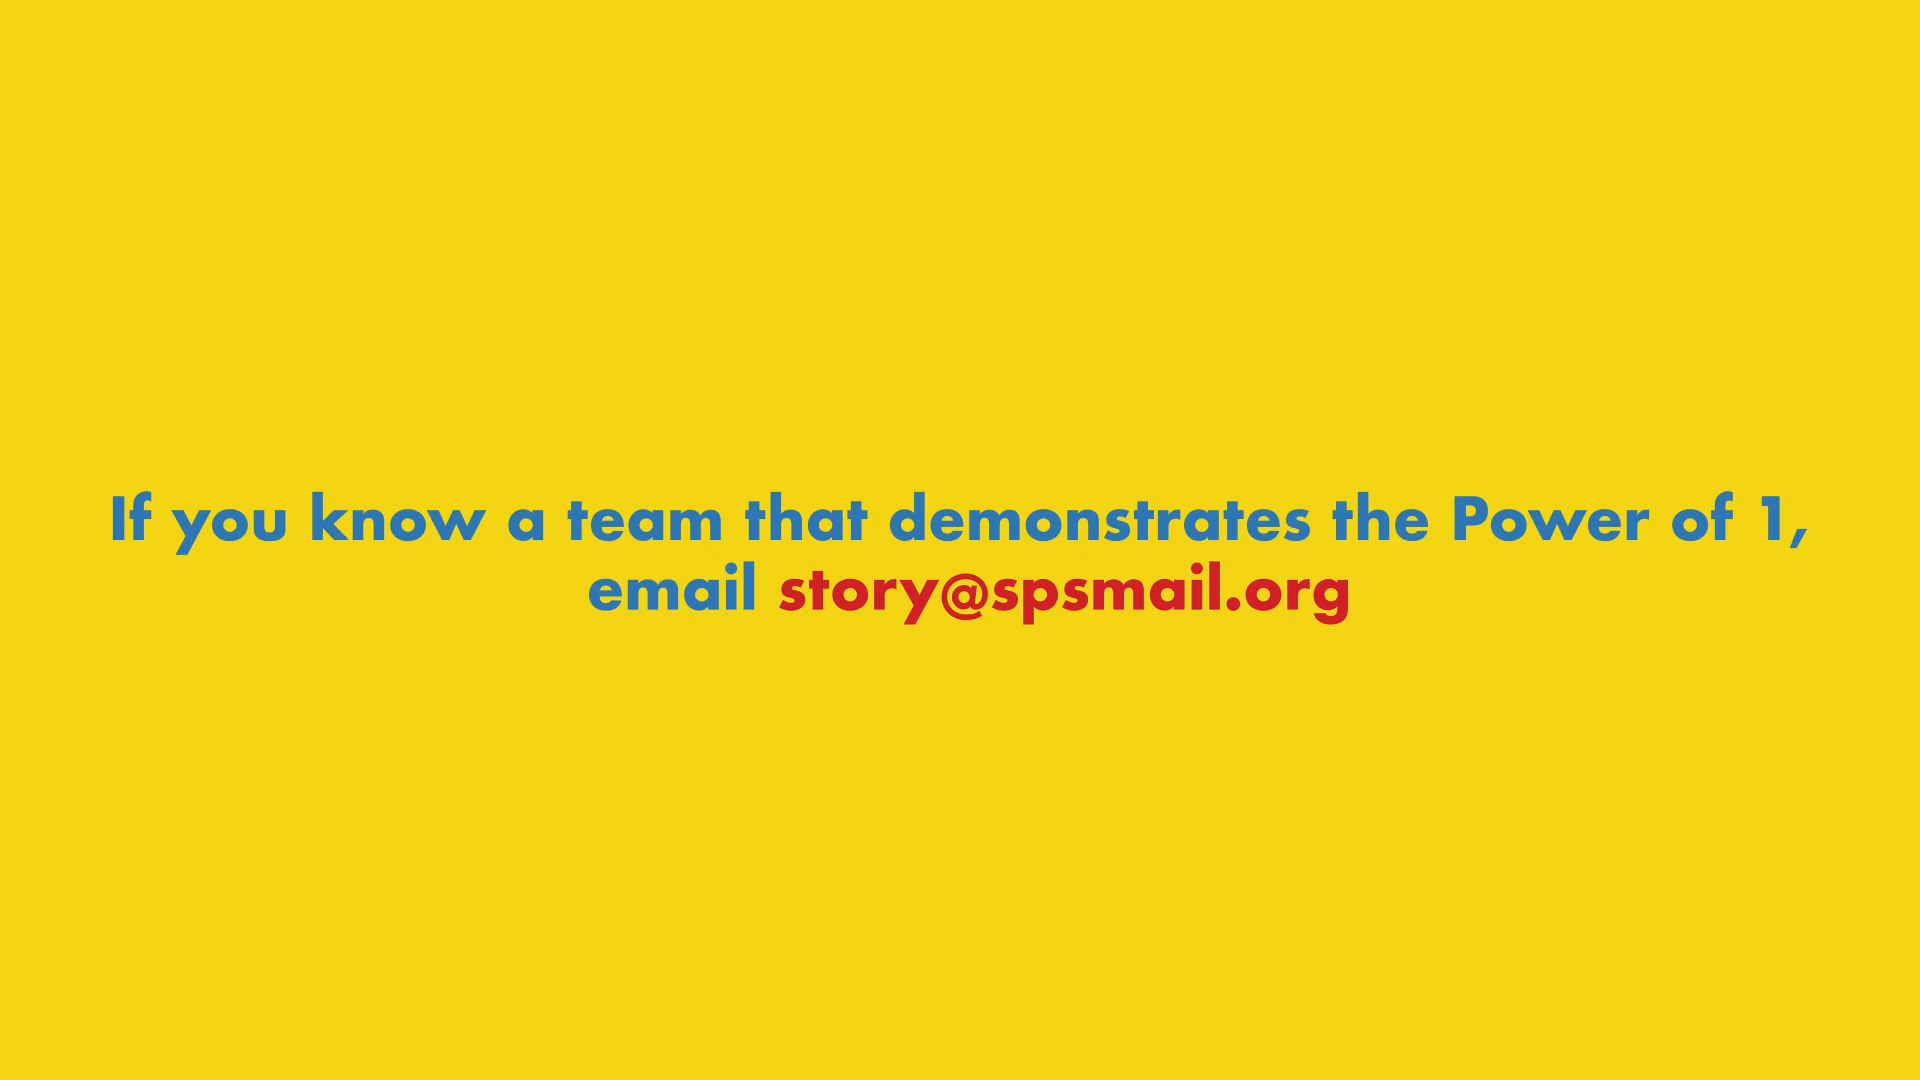 If you know a team that demonstrates the Power of 1,
email story@spsmail.org